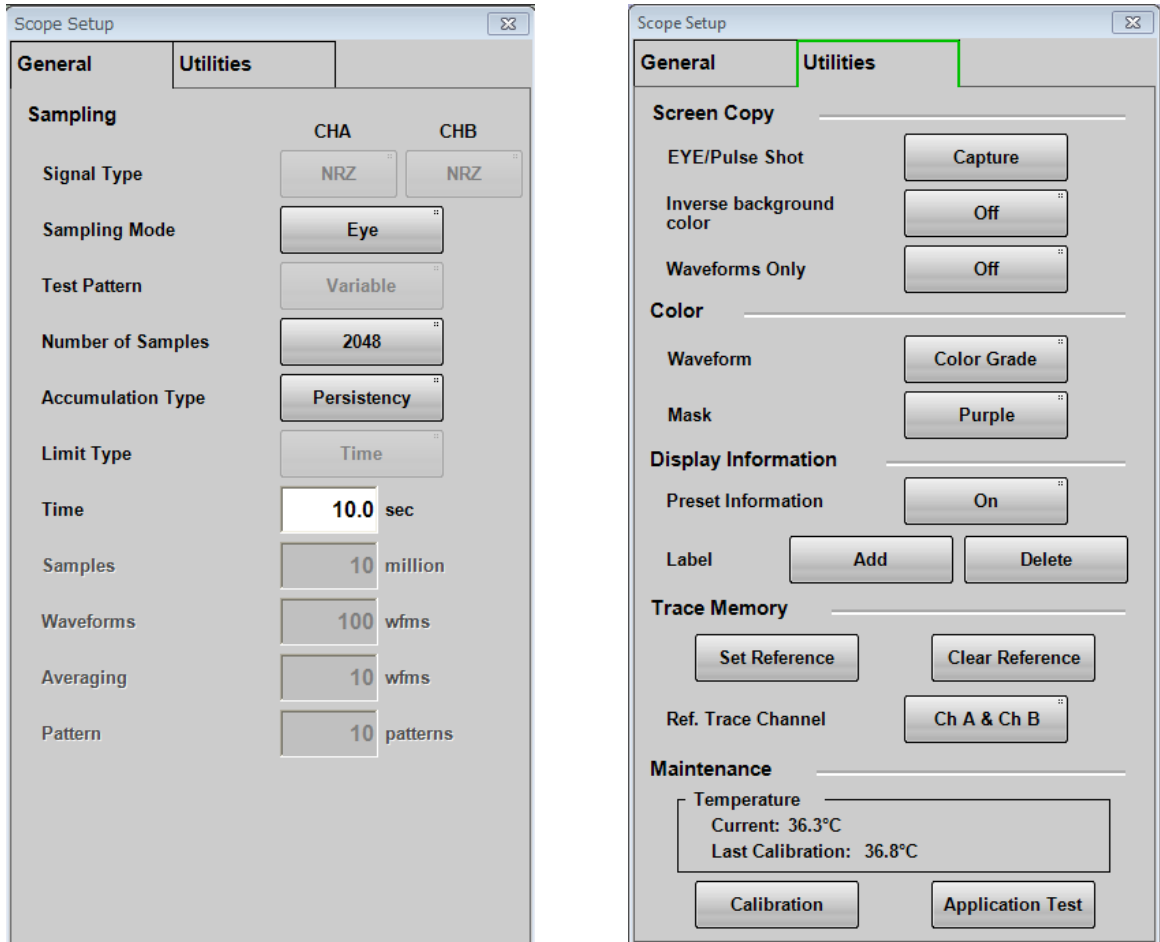 Scope Setup
General Utilities
Sampling
CHA CHB
Signal Type NRZ NRZ
Sampling Mode Eye
Test Pattern Variable
Number of Samples 2048
Accumulation Type Persistency
Limit Type Time
Time 10.0 sec
Samples 10 million
Waveforms 100 wfms
Averaging 10 wfms
Pattern 10 patterns
Scope Setup
General Utilities
Screen Copy
EYE/Pulse Shot Capture
Inverse background
color Off
Waveforms Only Off
Color
Waveform Color Grade
Mask Purple
Display Information
Preset Information On
Label Add Delete
Trace Memory
Set Reference Clear Reference
Ref. Trace Channel Ch A & Ch B
Maintenance
Temperature
Current: 36.3°C
Last Calibration: 36.8°C
Calibration Application Test